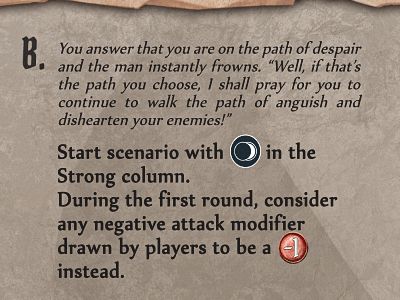 B. You answer that you are on the path of despair
and the man instantly frowns. “Well, if that's
the path you choose, I shall pray for you to
continue to walk the path of anguish and
dishearten your enemies!”
Start scenario with in the
Strong column.
During the first round, consider
any negative attack modifier
drawn by players to be a -1
instead.